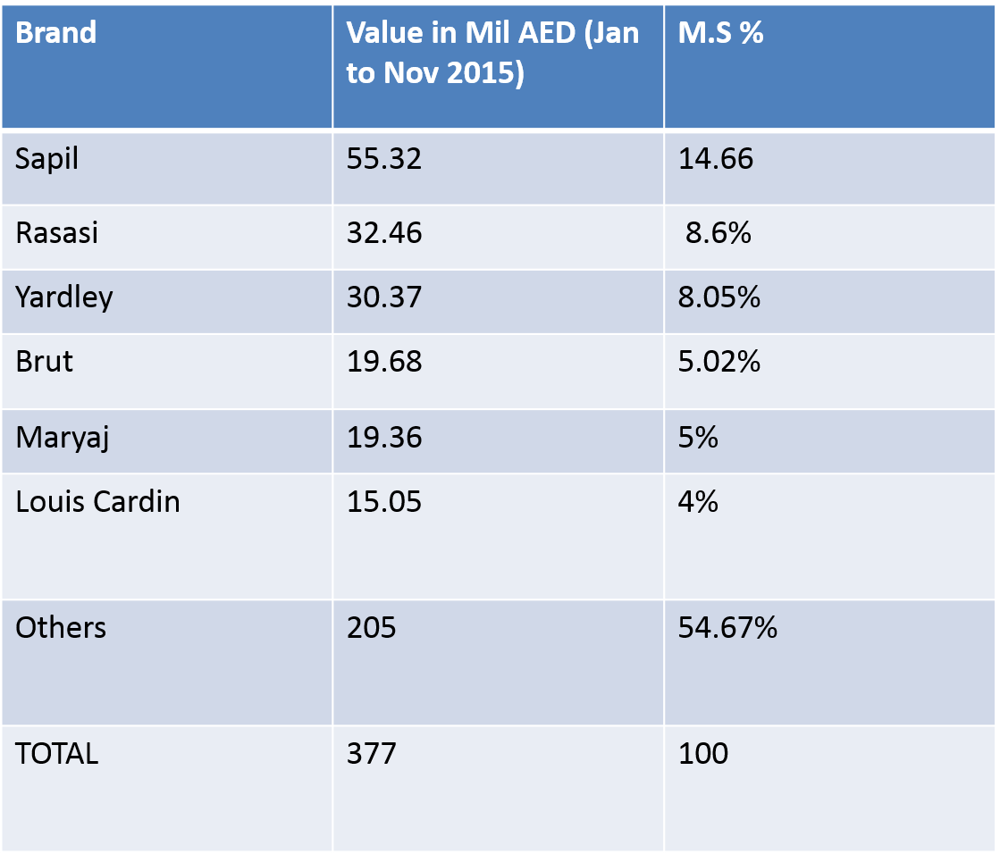 Brand Value in Mil AED (Jan to Nov 2015) M.S %
Sapil 55.32 14.66
Rasasi 32.46 8.6%
Yardley 30.37 8.05%
Brut 19.68 5.02%
Maryaj 19.36 5%
Louis Cardin 15.05 4%
Others 205 54.67%
TOTAL 377 100